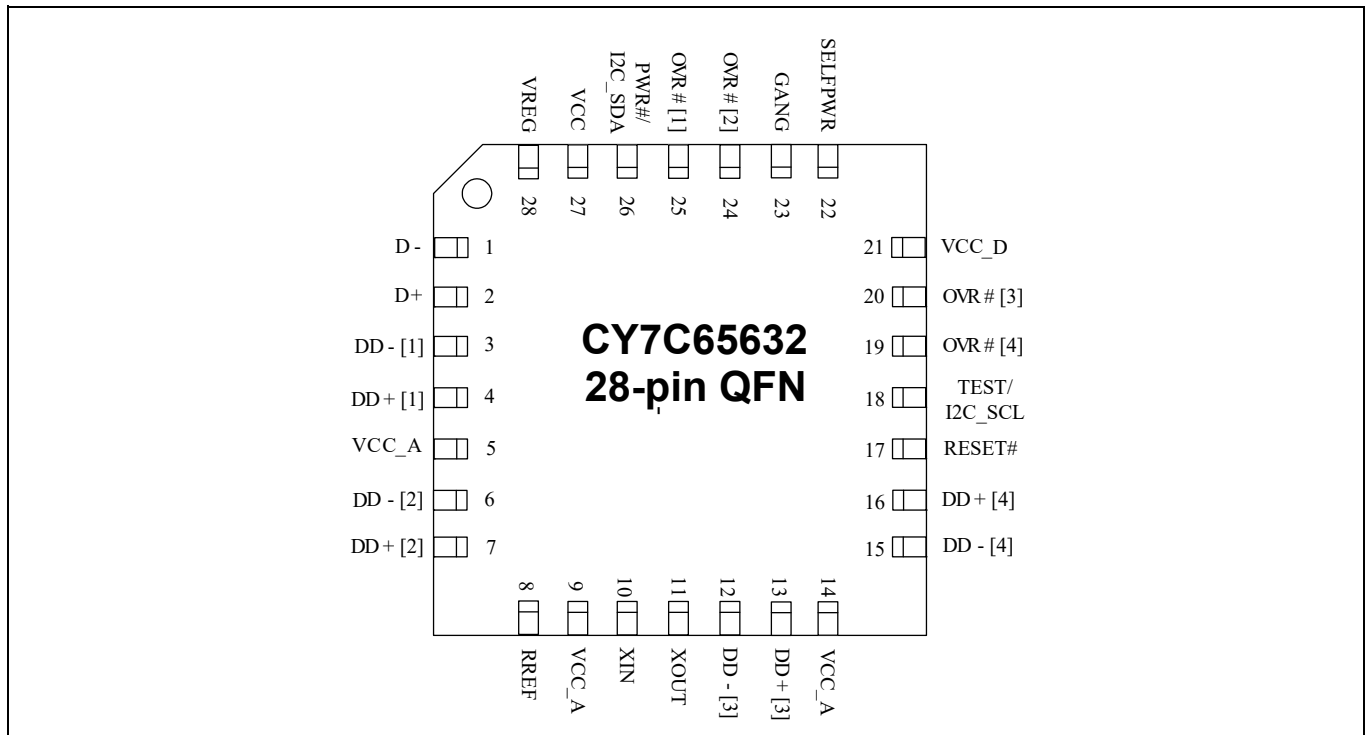 SELFPWR
GANG
OVR # [2]
OVR # [1]
PWR#/
I2C_SDA
VCC
VREG
28
27
26
25
24
23
22
D -
1
D+
2
DD - [1]
3
DD + [1]
4
VCC_A
5
DD - [2]
6
DD + [2]
7
CY7C65632
28-pin QFN
21
VCC_D
20
OVR # [3]
19
OVR # [4]
18
TEST/
I2C_SCL
17
RESET#
16
DD + [4]
15
DD - [4]
8
9
10
11
12
13
14
RREF
VCC_A
XIN
XOUT
DD - [3]
DD + [3]
VCC_A